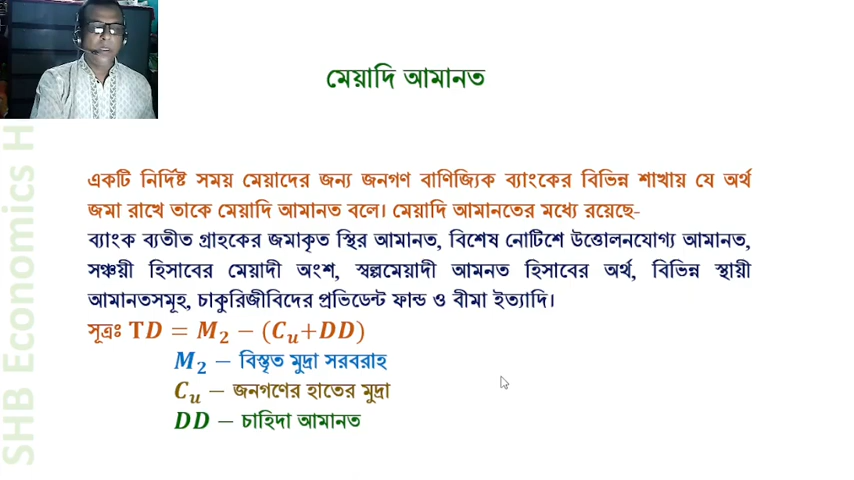 মেয়াদি আমানত
একটি নির্দিষ্ট সময় মেয়াদের জন্য জনগণ বাণিজ্যিক ব্যাংকের বিভিন্ন শাখায় যে অর্থ
জমা রাখে তাকে মেয়াদি আমানত বলে। মেয়াদি আমানতের মধ্যে রয়েছে-
ব্যাংক ব্যতীত গ্রাহকের জমাকৃত স্থির আমানত, বিশেষ নোটিশে উত্তোলনযোগ্য আমানত,
সঞ্চয়ী হিসাবের মেয়াদী অংশ, স্বল্পমেয়াদী আমনত হিসাবের অর্থ, বিভিন্ন স্থায়ী
আমানতসমূহ, চাকুরিজীবিদের প্রভিডেন্ট ফান্ড ও বীমা ইত্যাদি।
সূত্রঃ TD = M₂ − (Cᵤ+DD)
M₂ − বিস্তৃত মুদ্রা সরবরাহ
Cᵤ − জনগণের হাতের মুদ্রা
DD − চাহিদা আমানত
SHB Economics H